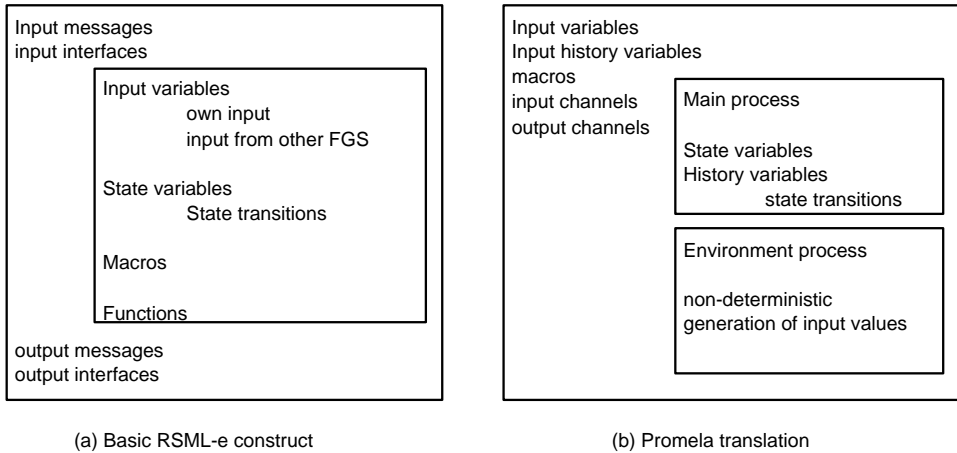 Input messages
input interfaces
Input variables
own input
input from other FGS
State variables
State transitions
Macros
Functions
output messages
output interfaces
(a) Basic RSML-e construct
Input variables
Input history variables
macros
input channels
output channels
Main process
State variables
History variables
state transitions
Environment process
non-deterministic
generation of input values
(b) Promela translation